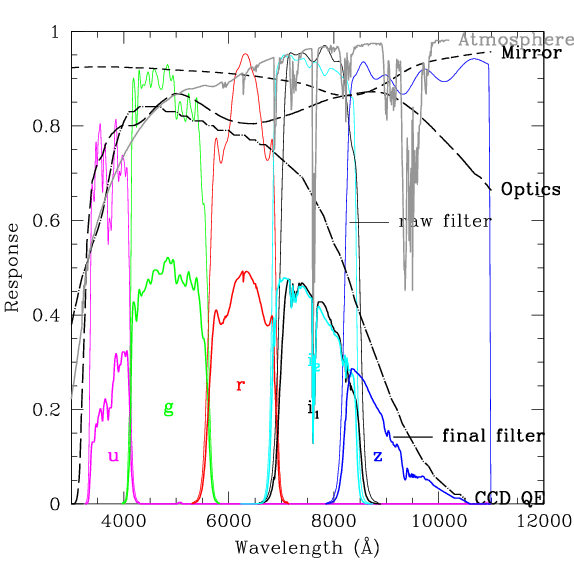 1
Atmosphere
Mirror
0.8
Optics
0.6
raw filter
Response
0.4
i2
r
g
i1
0.2
final filter
u
z
0
CCD QE
4000 6000 8000 10000 12000
Wavelength (Å)